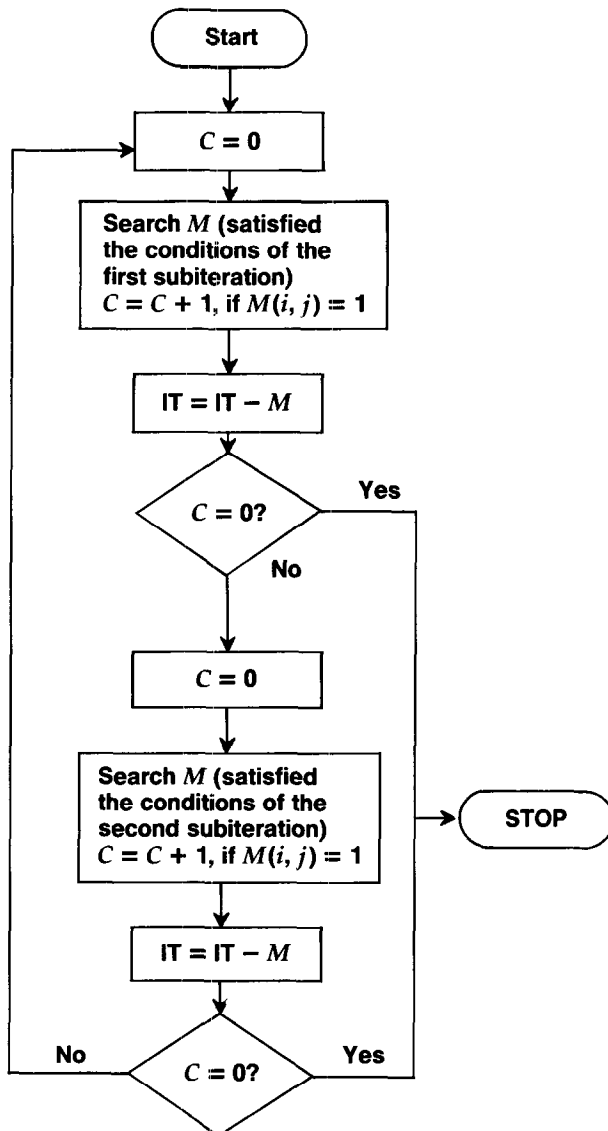 Start
C = 0
Search M (satisfied
the conditions of the
first subiteration)
C = C + 1, if M(i, j) = 1
IT = IT − M
C = 0?
Yes
No
C = 0
Search M (satisfied
the conditions of the
second subiteration)
C = C + 1, if M(i, j) = 1
STOP
IT = IT − M
No
C = 0?
Yes